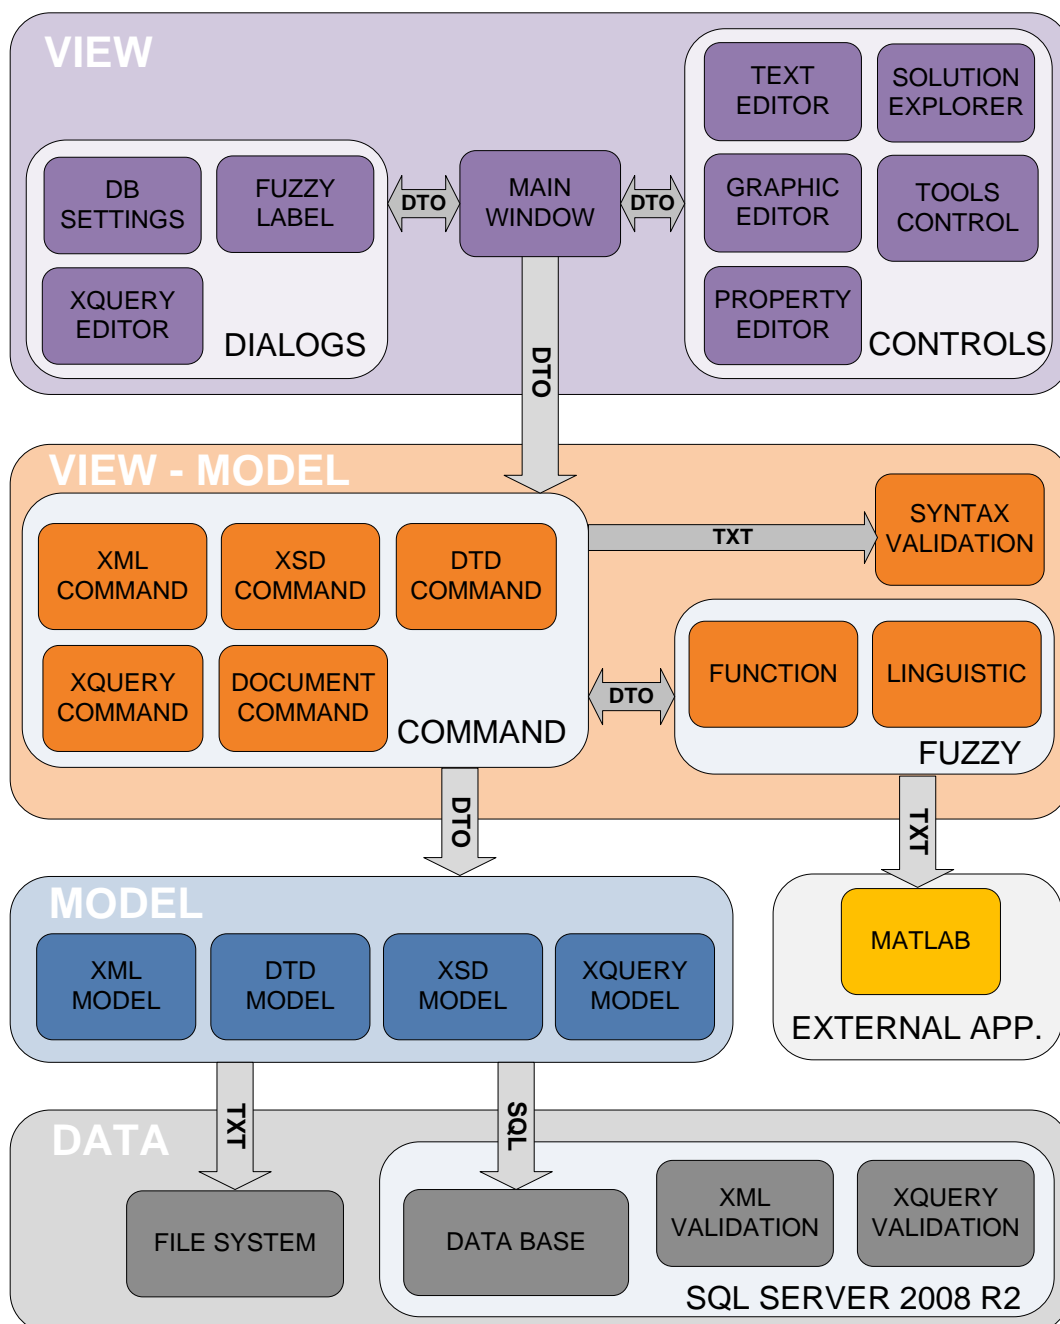 VIEW
TEXT
EDITOR
SOLUTION
EXPLORER
DB
SETTINGS
FUZZY
LABEL
DTO
MAIN
WINDOW
DTO
GRAPHIC
EDITOR
TOOLS
CONTROL
XQUERY
EDITOR
DIALOGS
PROPERTY
EDITOR
CONTROLS
DTO
VIEW - MODEL
XML
COMMAND
XSD
COMMAND
DTD
COMMAND
TXT
SYNTAX
VALIDATION
XQUERY
COMMAND
DOCUMENT
COMMAND
COMMAND
DTO
FUNCTION
LINGUISTIC
FUZZY
DTO
TXT
MODEL
XML
MODEL
DTD
MODEL
XSD
MODEL
XQUERY
MODEL
MATLAB
EXTERNAL APP.
TXT
SQL
DATA
FILE SYSTEM
DATA BASE
XML
VALIDATION
XQUERY
VALIDATION
SQL SERVER 2008 R2